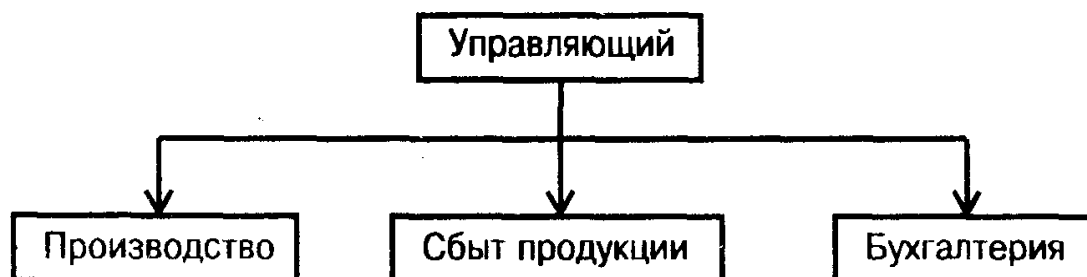 Управляющий
Производство
Сбыт продукции
Бухгалтерия